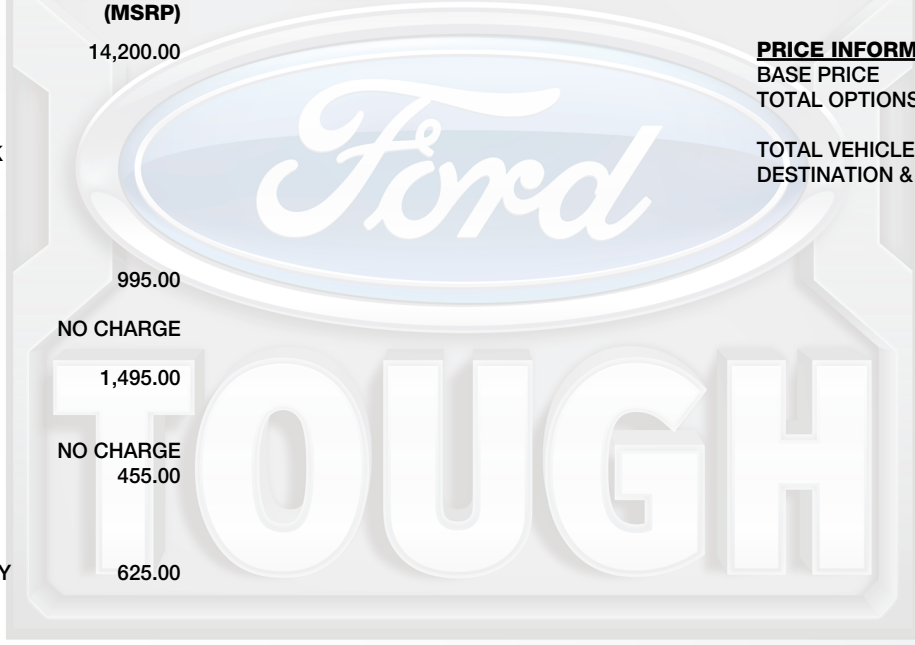 (MSRP)
14,200.00
PRICE INFORM
BASE PRICE
TOTAL OPTIONS
K
TOTAL VEHICLE
DESTINATION &
Ford
995.00
NO CHARGE
1,495.00
TOUGH
NO CHARGE
455.00
Y
625.00